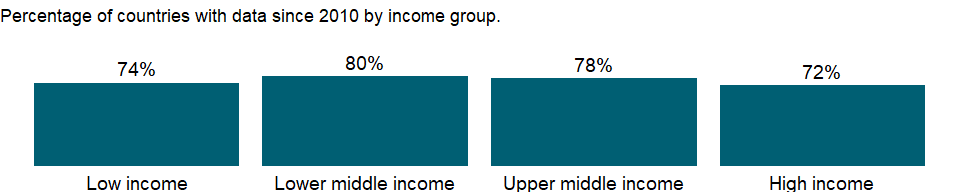 Percentage of countries with data since 2010 by income group.
74%
80%
78%
72%
Low income
Lower middle income
Upper middle income
High income